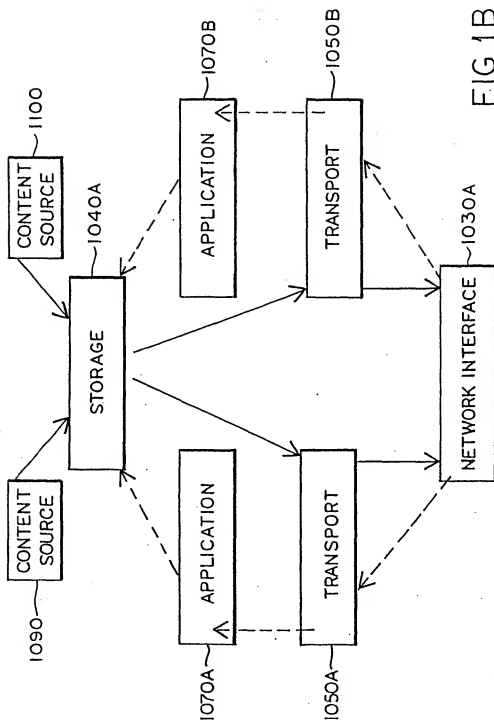 CONTENT
SOURCE
1090
CONTENT
SOURCE
1100
STORAGE
1040A
APPLICATION
1070A
APPLICATION
1070B
TRANSPORT
1050A
TRANSPORT
1050B
NETWORK INTERFACE
1030A
FIG 1B